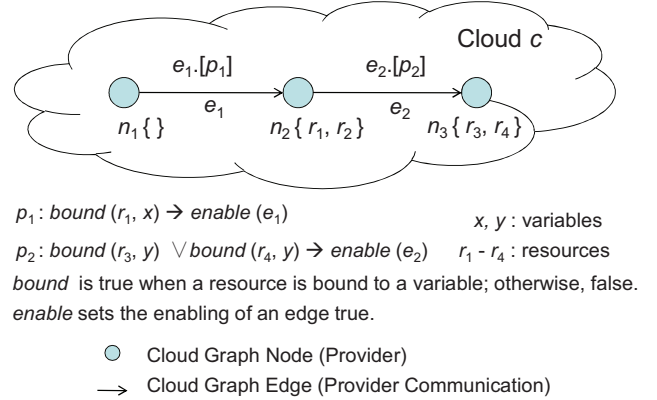 Cloud c
e₁.[p₁] e₂.[p₂]
e₁ e₂
n₁{ } n₂{ r₁, r₂} n₃{ r₃, r₄}
p₁ : bound (r₁, x) → enable (e₁)
x, y : variables
p₂ : bound (r₃, y) ∨ bound (r₄, y) → enable (e₂) r₁ - r₄ : resources
bound is true when a resource is bound to a variable; otherwise, false.
enable sets the enabling of an edge true.
Cloud Graph Node (Provider)
Cloud Graph Edge (Provider Communication)